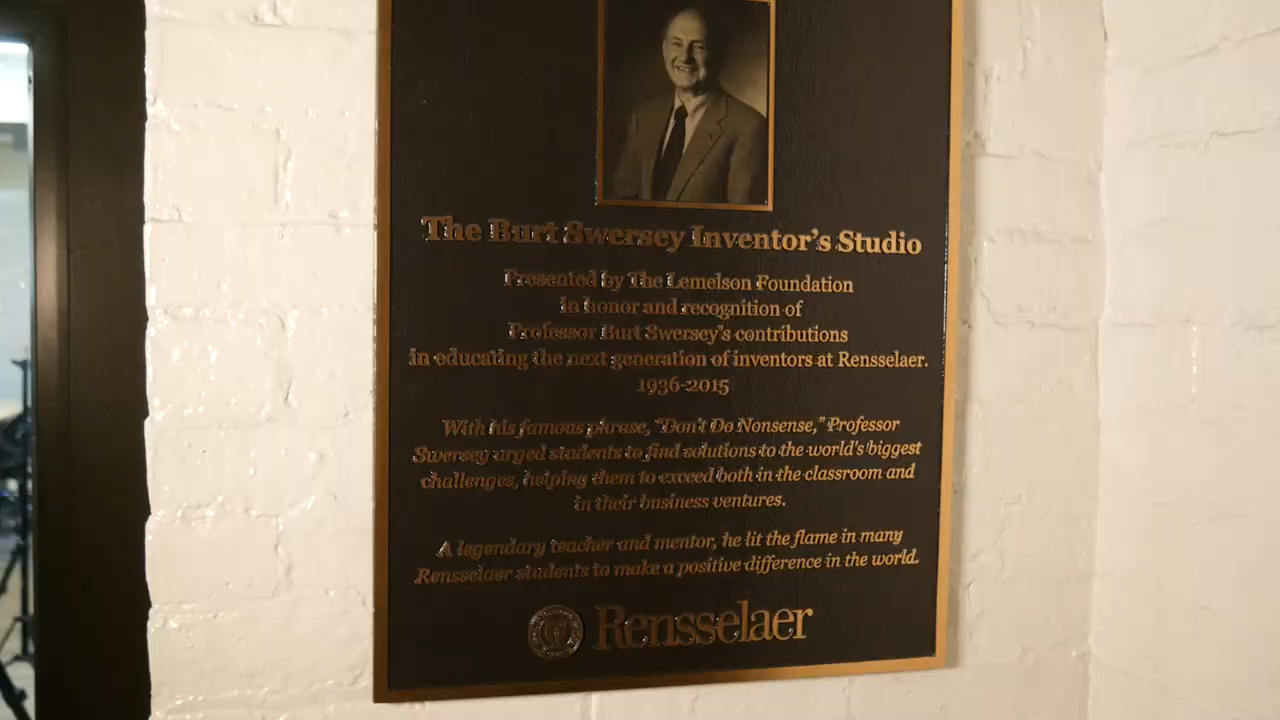 The Burt Swersey Inventor's Studio
Presented by The Lemelson Foundation
in honor and recognition of
Professor Burt Swersey's contributions
in educating the next generation of inventors at Rensselaer.
1936-2015
With his famous phrase, "Don't Do Nonsense," Professor
Swersey urged students to find solutions to the world's biggest
challenges, helping them to exceed both in the classroom and
in their business ventures.
A legendary teacher and mentor, he lit the flame in many
Rensselaer students to make a positive difference in the world.
Rensselaer